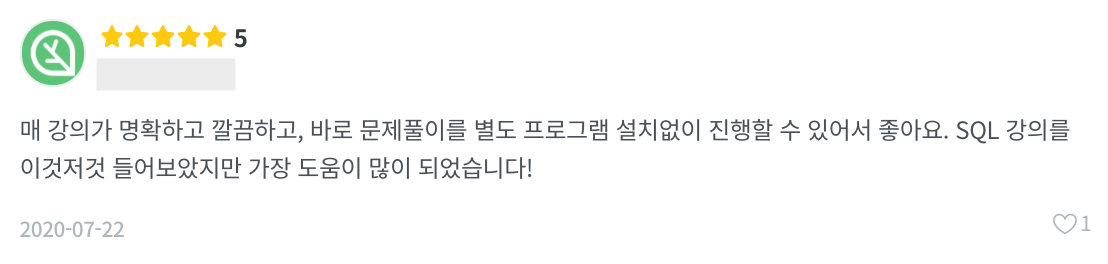 5
매 강의가 명확하고 깔끔하고, 바로 문제풀이를 별도 프로그램 설치없이 진행할 수 있어서 좋아요. SQL 강의를
이것저것 들어보았지만 가장 도움이 많이 되었습니다!
2020-07-22
1